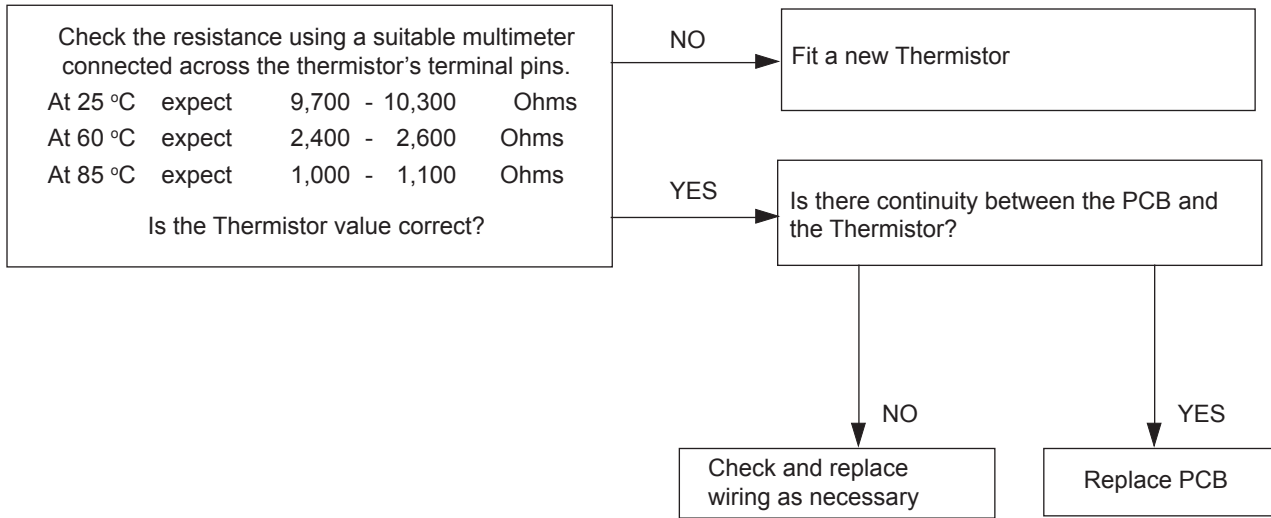 Check the resistance using a suitable multimeter
connected across the thermistor’s terminal pins.
At 25 °C expect 9,700 - 10,300 Ohms
At 60 °C expect 2,400 - 2,600 Ohms
At 85 °C expect 1,000 - 1,100 Ohms
Is the Thermistor value correct?
NO
Fit a new Thermistor
YES
Is there continuity between the PCB and
the Thermistor?
NO
Check and replace
wiring as necessary
YES
Replace PCB